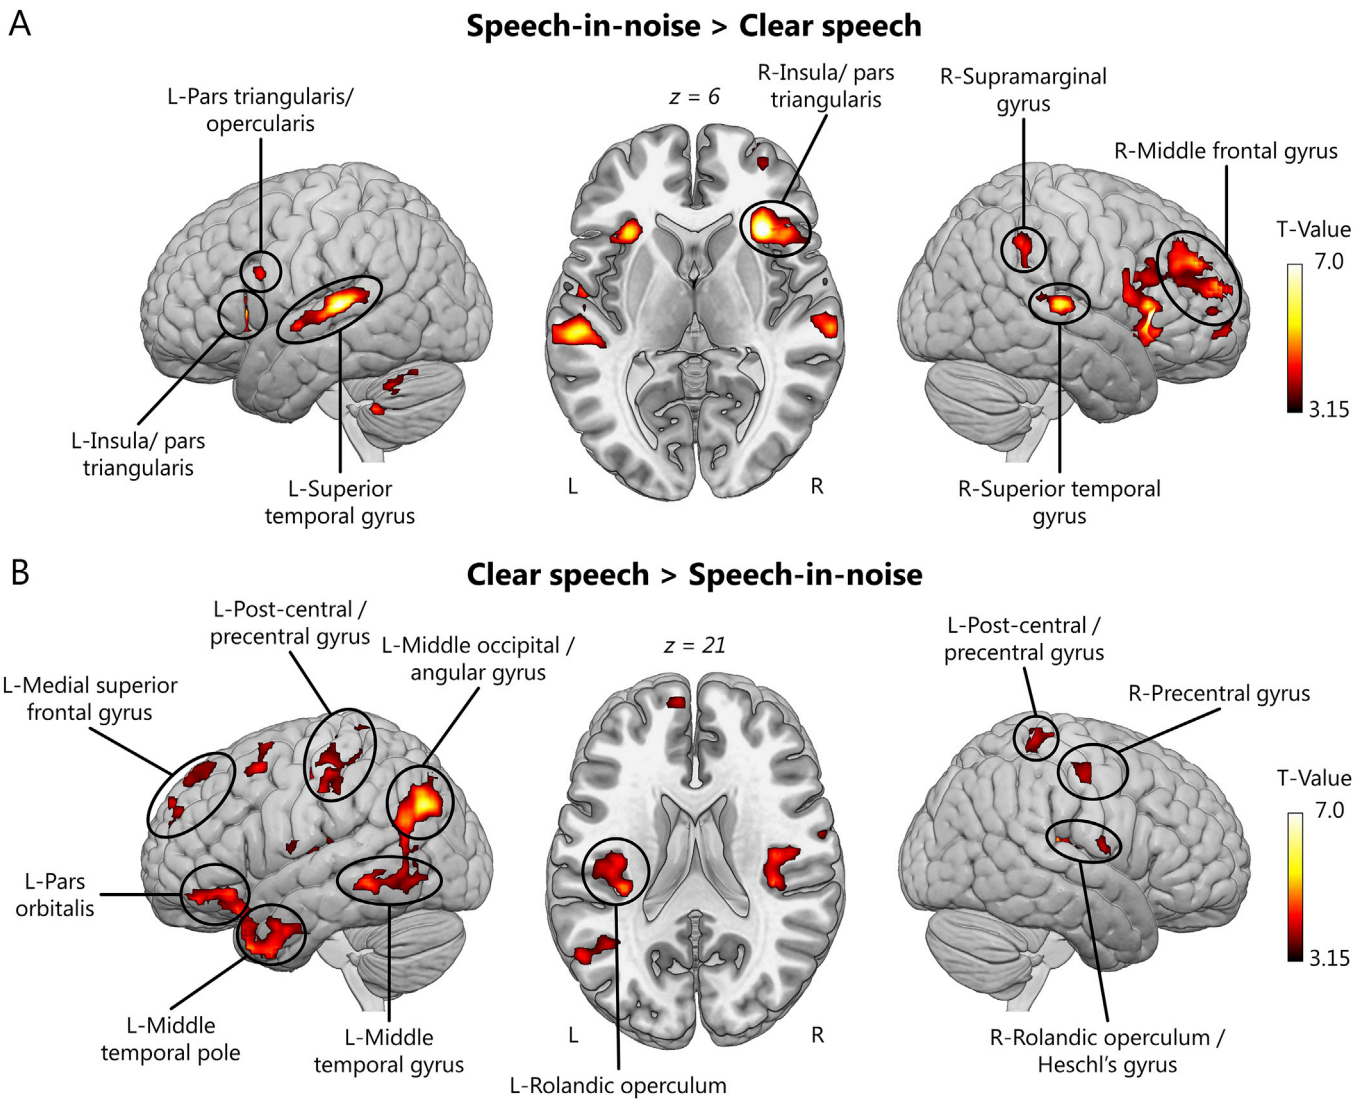 A
Speech-in-noise > Clear speech
L-Pars triangularis/
opercularis
z = 6
R-Insula/ pars
triangularis
R-Supramarginal
gyrus
R-Middle frontal gyrus
T-Value
7.0
3.15
L-Insula/ pars
triangularis
L-Superior
temporal gyrus
L
R
R-Superior temporal
gyrus
B
Clear speech > Speech-in-noise
L-Post-central /
precentral gyrus
L-Middle occipital /
angular gyrus
L-Medial superior
frontal gyrus
z = 21
L-Post-central /
precentral gyrus
R-Precentral gyrus
T-Value
7.0
3.15
L-Pars
orbitalis
L-Middle
temporal pole
L-Middle
temporal gyrus
L
R
L-Rolandic operculum
R-Rolandic operculum /
Heschl's gyrus